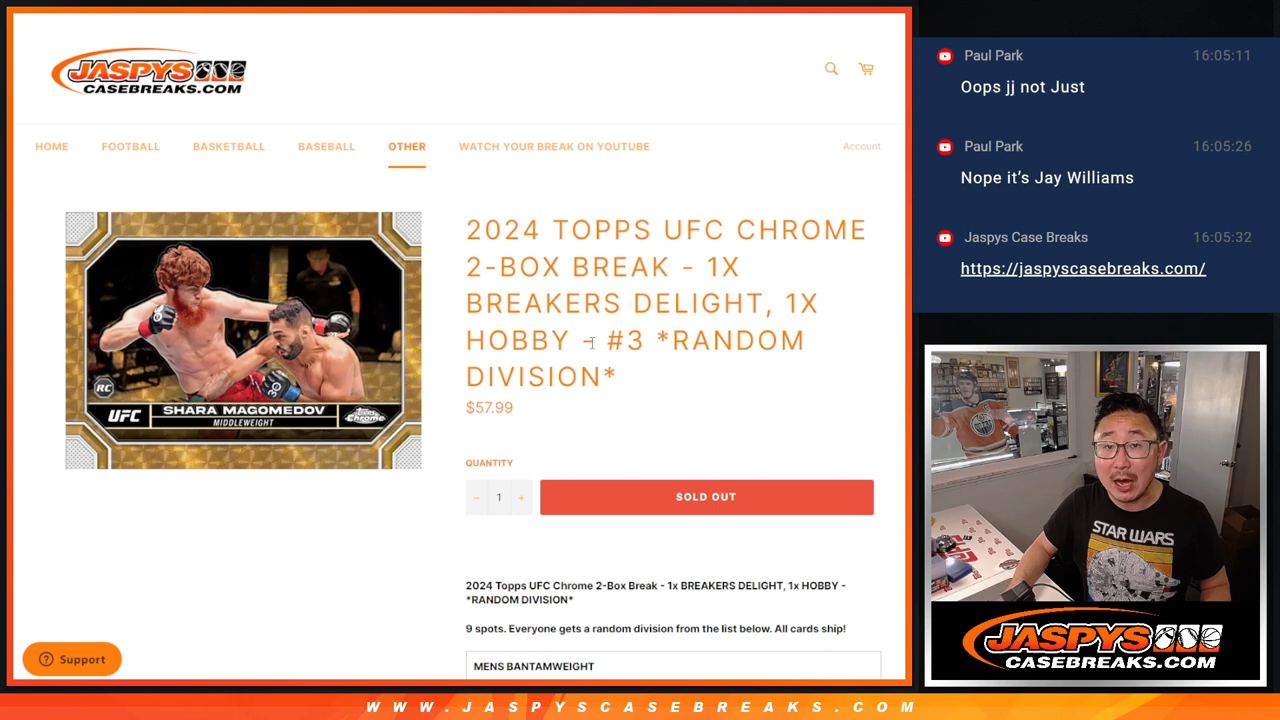 JASPYS
CASEBREAKS.COM
HOME FOOTBALL BASKETBALL BASEBALL OTHER WATCH YOUR BREAK ON YOUTUBE Account
RC
UFC SHARA MAGOMEDOV
MIDDLEWEIGHT
Topps Chrome
2024 TOPPS UFC CHROME
2-BOX BREAK - 1X
BREAKERS DELIGHT, 1X
HOBBY - #3 *RANDOM
DIVISION*
$57.99
QUANTITY
− 1 + SOLD OUT
2024 Topps UFC Chrome 2-Box Break - 1x BREAKERS DELIGHT, 1x HOBBY -
*RANDOM DIVISION*
9 spots. Everyone gets a random division from the list below. All cards ship!
MENS BANTAMWEIGHT
Support
Paul Park 16:05:11
Oops jj not Just
Paul Park 16:05:26
Nope it’s Jay Williams
Jaspys Case Breaks 16:05:32
https://jaspyscasebreaks.com/
STAR WARS
JASPYS
CASEBREAKS.COM
WWW.JASPYSCASEBREAKS.COM